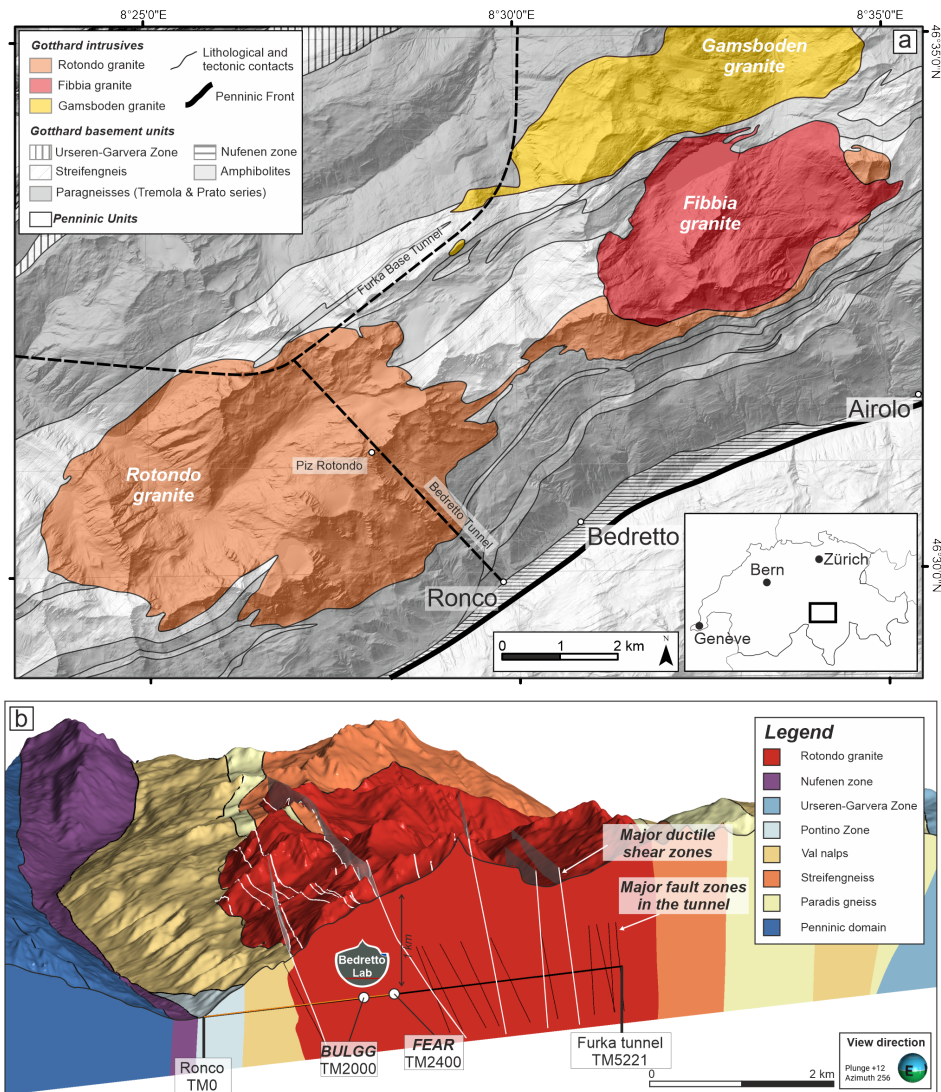 8°25'0"E
8°30'0"E
8°35'0"E
a
Gotthard intrusives
Rotondo granite
Fibbia granite
Gamsboden granite
Lithological and
tectonic contacts
Penninic Front
Gotthard basement units
Urseren-Garvera Zone
Nufenen zone
Streifengneis
Amphibolites
Paragneisses (Tremola & Prato series)
Penninic Units
Gamsboden
granite
46°35'0"N
Fibbia
granite
Furka Base Tunnel
Airolo
Piz Rotondo
Rotondo
granite
Bedretto Tunnel
Bedretto
Ronco
46°30'0"N
Zürich
Bern
Genève
0 1 2 km
N
b
Legend
Rotondo granite
Nufenen zone
Urseren-Garvera Zone
Pontino Zone
Val nalps
Streifengneiss
Paradis gneiss
Penninic domain
Major ductile
shear zones
Major fault zones
in the tunnel
Bedretto
Lab
BULGG
TM2000
FEAR
TM2400
Furka tunnel
TM5221
Ronco
TM0
0 2 km
View direction
Plunge +12
Azimuth 256
E